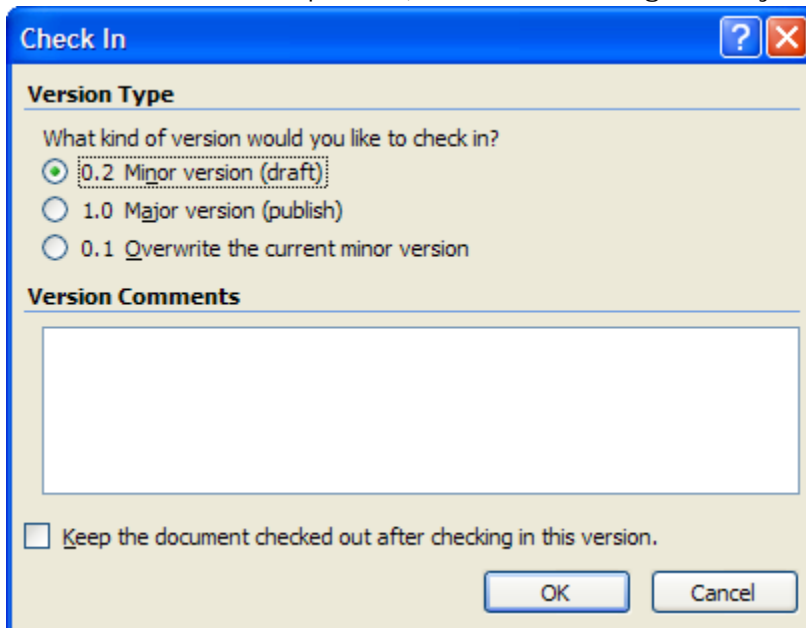 Check In
Version Type
What kind of version would you like to check in?
0.2 Minor version (draft)
1.0 Major version (publish)
0.1 Overwrite the current minor version
Version Comments
Keep the document checked out after checking in this version.
OK Cancel